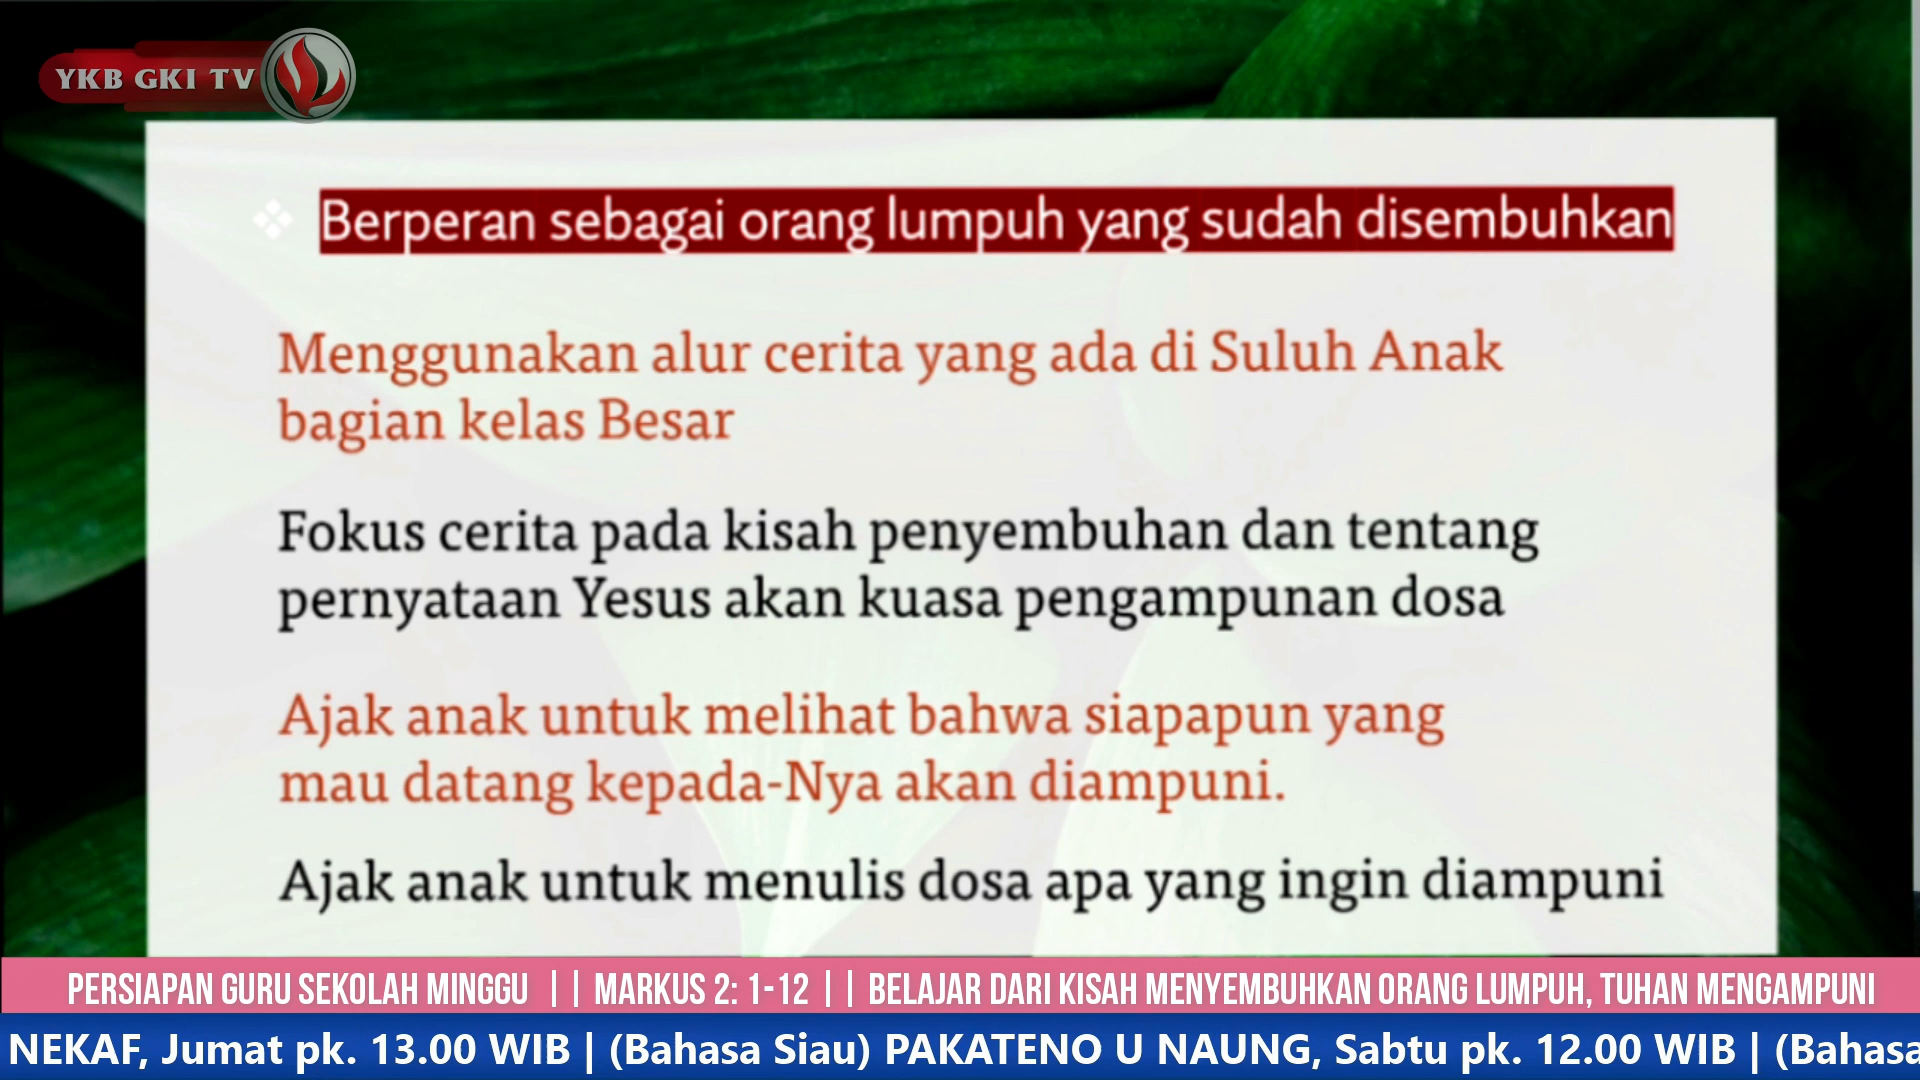 YKB GKI TV
Berperan sebagai orang lumpuh yang sudah disembuhkan
Menggunakan alur cerita yang ada di Suluh Anak
bagian kelas Besar
Fokus cerita pada kisah penyembuhan dan tentang
pernyataan Yesus akan kuasa pengampunan dosa
Ajak anak untuk melihat bahwa siapapun yang
mau datang kepada-Nya akan diampuni.
Ajak anak untuk menulis dosa apa yang ingin diampuni
PERSIAPAN GURU SEKOLAH MINGGU || MARKUS 2: 1-12 || BELAJAR DARI KISAH MENYEMBUHKAN ORANG LUMPUH, TUHAN MENGAMPUNI
NEKAF, Jumat pk. 13.00 WIB | (Bahasa Siau) PAKATENO U NAUNG, Sabtu pk. 12.00 WIB | (Bahasa